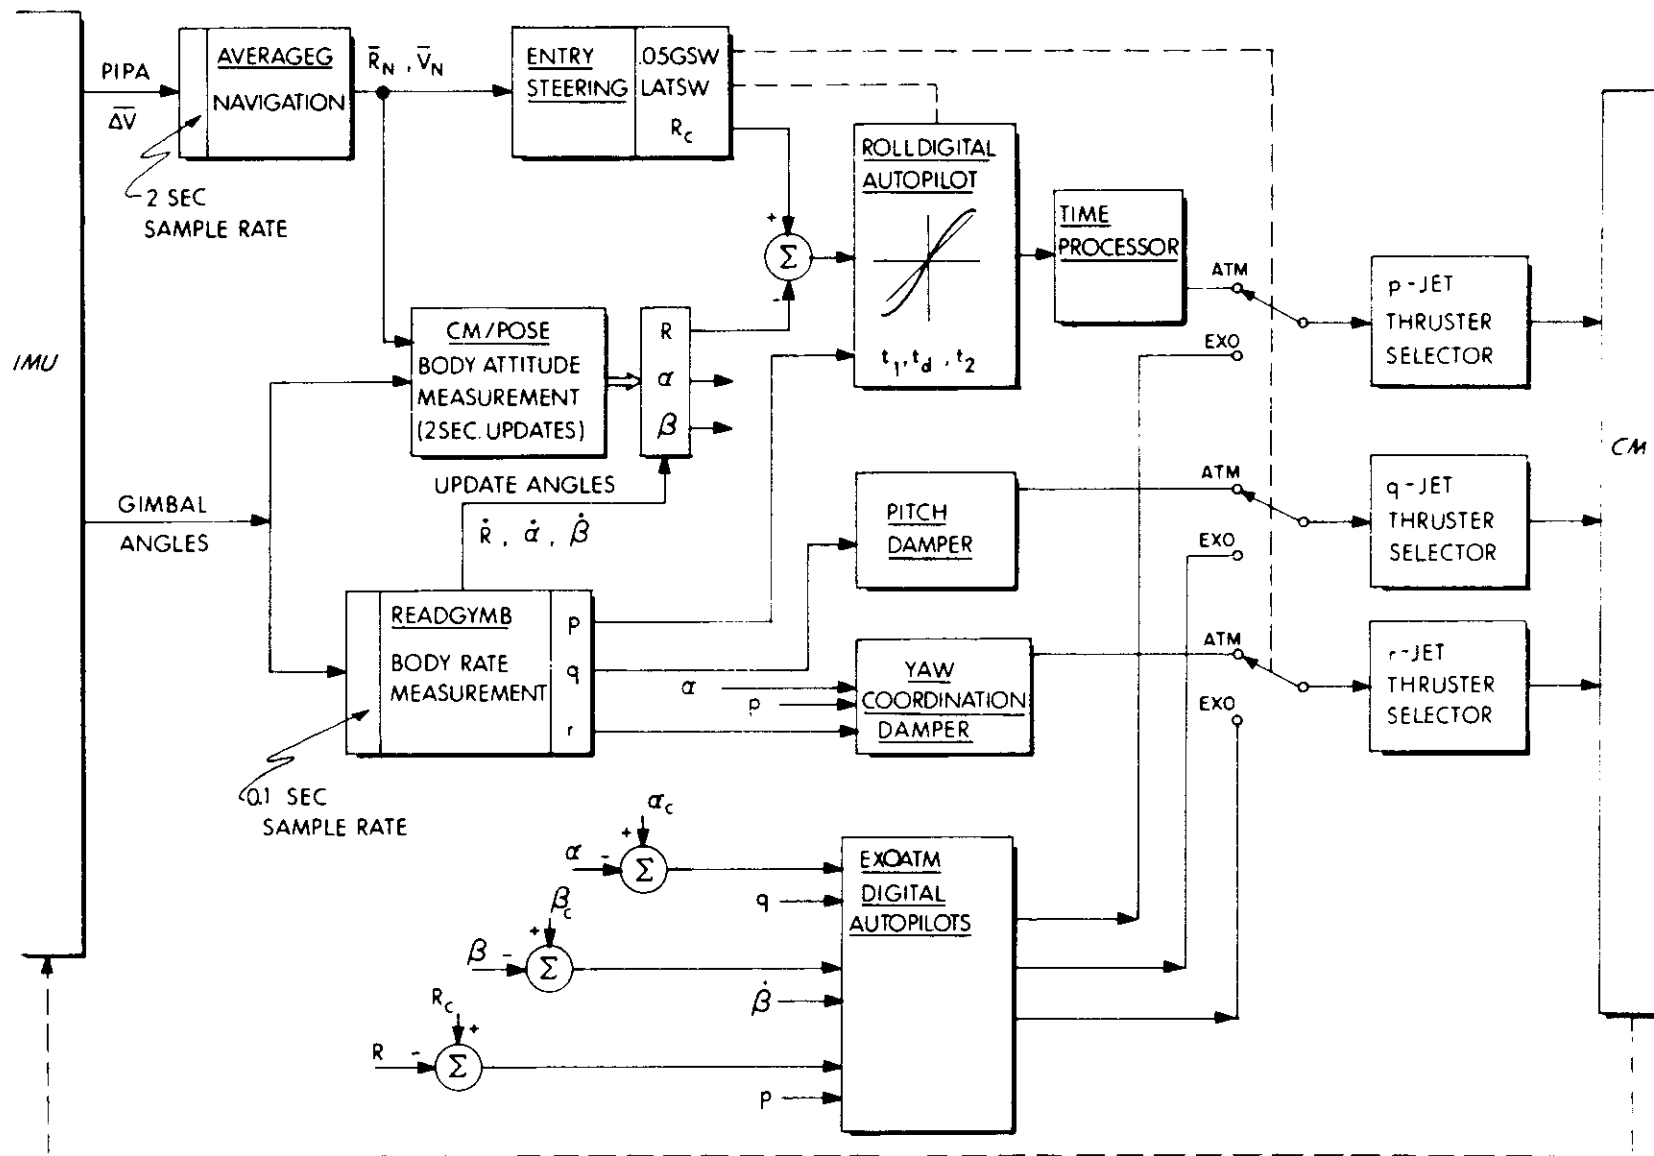 IMU
PIPA
ΔV
AVERAGEG
NAVIGATION
2 SEC
SAMPLE RATE
R̅N , V̅N
ENTRY
STEERING
.05GSW
LATSW
Rc
+
-
Σ
ROLL DIGITAL
AUTOPILOT
t1, td , t2
TIME
PROCESSOR
ATM
EXO
p-JET
THRUSTER
SELECTOR
CM/POSE
BODY ATTITUDE
MEASUREMENT
(2SEC. UPDATES)
R
α
β
UPDATE ANGLES
Ṙ , α̇ , β̇
GIMBAL
ANGLES
READGYMB
BODY RATE
MEASUREMENT
p
q
r
0.1 SEC
SAMPLE RATE
PITCH
DAMPER
ATM
EXO
q-JET
THRUSTER
SELECTOR
CM
α
p
YAW
COORDINATION
DAMPER
ATM
EXO
r-JET
THRUSTER
SELECTOR
αc
+
α -
Σ
q
βc
+
β -
Σ
β̇
Rc
+
R -
Σ
p
EXOATM
DIGITAL
AUTOPILOTS